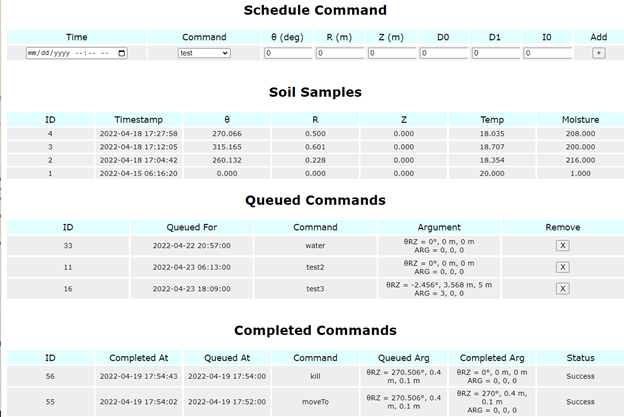 Schedule Command
Time Command θ (deg) R (m) Z (m) D0 D1 I0 Add
mm/dd/yyyy --:-- -- test 0 0 0 0 0 0 +
Soil Samples
ID Timestamp θ R Z Temp Moisture
4 2022-04-18 17:27:58 270.066 0.500 0.000 18.035 208.000
3 2022-04-18 17:12:05 315.165 0.601 0.000 18.707 200.000
2 2022-04-18 17:04:42 260.132 0.228 0.000 18.354 216.000
1 2022-04-15 06:16:20 0.000 0.000 0.000 20.000 1.000
Queued Commands
ID Queued For Command Argument Remove
33 2022-04-22 20:57:00 water θRZ = 0°, 0 m, 0 m
ARG = 0, 0, 0 X
11 2022-04-23 06:13:00 test2 θRZ = 0°, 0 m, 0 m
ARG = 0, 0, 0 X
16 2022-04-23 18:09:00 test3 θRZ = -2.456°, 3.568 m, 5 m
ARG = 3, 0, 0 X
Completed Commands
ID Completed At Queued At Command Queued Arg Completed Arg Status
56 2022-04-19 17:54:43 2022-04-19 17:54:00 kill θRZ = 270.506°, 0.4
m, 0.1 m θRZ = 0°, 0 m, 0 m
ARG = 0, 0, 0 Success
55 2022-04-19 17:54:02 2022-04-19 17:52:00 moveTo θRZ = 270.506°, 0.4
m, 0.1 m θRZ = 270°, 0.4 m,
0.1 m
ARG = 0, 0, 0 Success